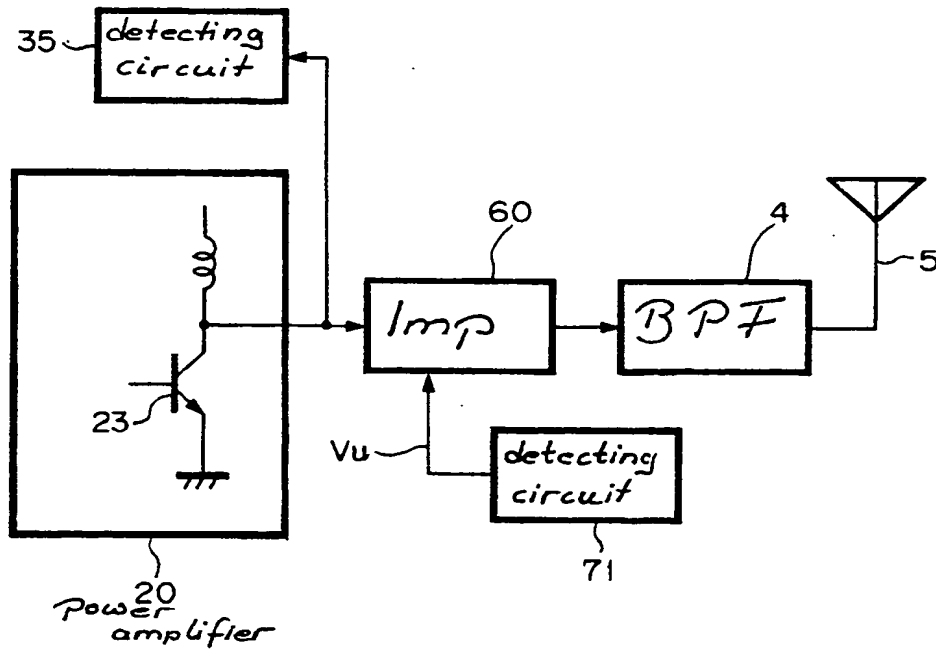 35
detecting
circuit
60
4
5
Imp
BPF
23
Vu
detecting
circuit
71
20
power
amplifier